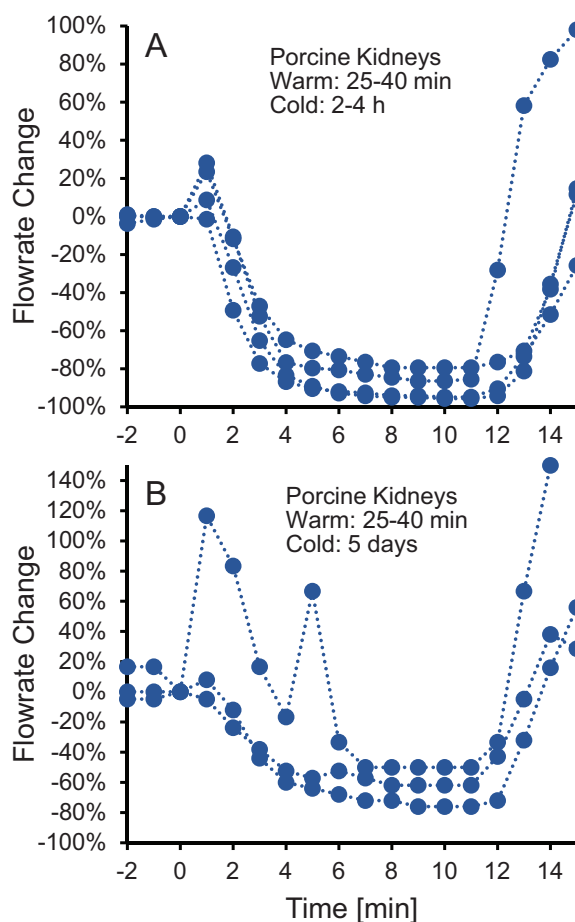 A
Porcine Kidneys
Warm: 25-40 min
Cold: 2-4 h
Flowrate Change
100%
80%
60%
40%
20%
0%
-20%
-40%
-60%
-80%
-100%
-2 0 2 4 6 8 10 12 14
B
Porcine Kidneys
Warm: 25-40 min
Cold: 5 days
Flowrate Change
140%
120%
100%
80%
60%
40%
20%
0%
-20%
-40%
-60%
-80%
-100%
-2 0 2 4 6 8 10 12 14
Time [min]